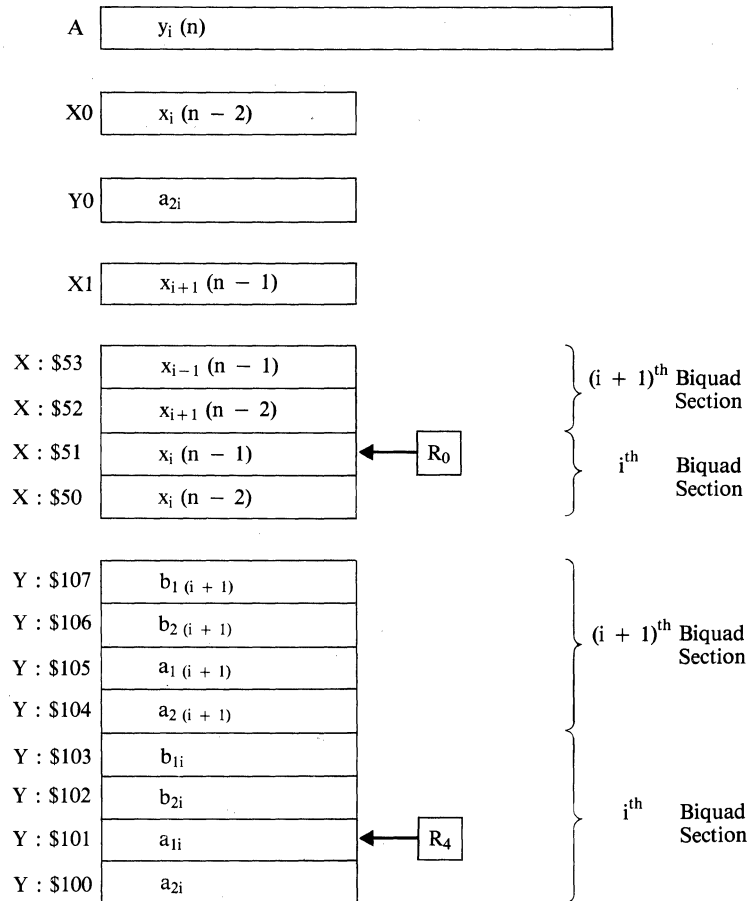 A yᵢ (n)
X0 xᵢ (n − 2)
Y0 a₂ᵢ
X1 xᵢ₊₁ (n − 1)
X : $53 xᵢ₋₁ (n − 1)
X : $52 xᵢ₊₁ (n − 2)
(i + 1)ᵗʰ Biquad
Section
X : $51 xᵢ (n − 1) R₀
X : $50 xᵢ (n − 2)
iᵗʰ Biquad
Section
Y : $107 b₁ ₍ᵢ ₊ ₁₎
Y : $106 b₂ ₍ᵢ ₊ ₁₎
Y : $105 a₁ ₍ᵢ ₊ ₁₎
Y : $104 a₂ ₍ᵢ ₊ ₁₎
(i + 1)ᵗʰ Biquad
Section
Y : $103 b₁ᵢ
Y : $102 b₂ᵢ
Y : $101 a₁ᵢ R₄
Y : $100 a₂ᵢ
iᵗʰ Biquad
Section